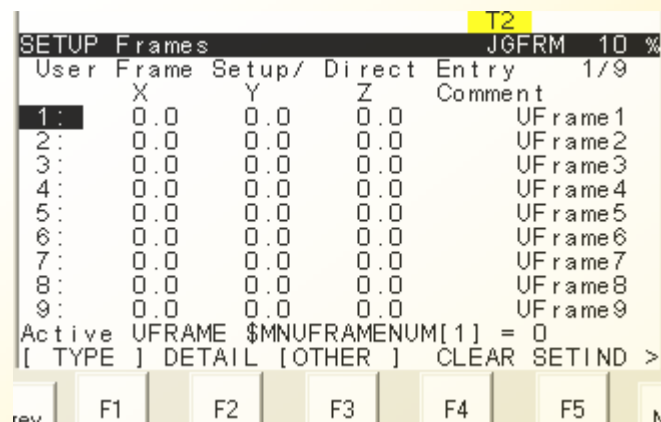 T2
SETUP Frames JGFRM 10 %
User Frame Setup/ Direct Entry 1/9
X Y Z Comment
1: 0.0 0.0 0.0 UFrame1
2: 0.0 0.0 0.0 UFrame2
3: 0.0 0.0 0.0 UFrame3
4: 0.0 0.0 0.0 UFrame4
5: 0.0 0.0 0.0 UFrame5
6: 0.0 0.0 0.0 UFrame6
7: 0.0 0.0 0.0 UFrame7
8: 0.0 0.0 0.0 UFrame8
9: 0.0 0.0 0.0 UFrame9
Active UFRAME $MNUFRAMENUM[1] = 0
[ TYPE ] DETAIL [OTHER ] CLEAR SETIND >
F1 F2 F3 F4 F5